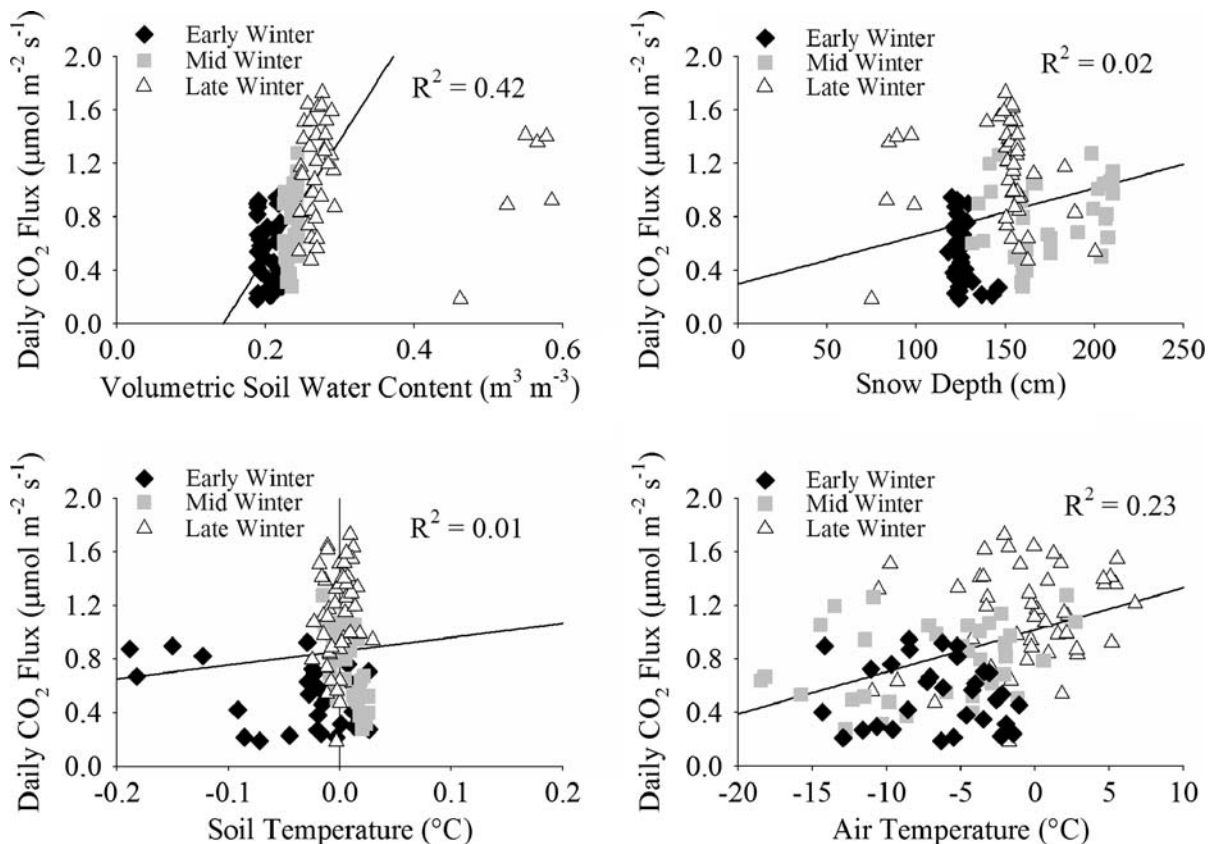 Early Winter
Mid Winter
Late Winter
R² = 0.42
2.0
1.6
1.2
0.8
0.4
0.0
Daily CO₂ Flux (μmol m⁻² s⁻¹)
0.0 0.2 0.4 0.6
Volumetric Soil Water Content (m³ m⁻³)
Early Winter
Mid Winter
Late Winter
R² = 0.02
2.0
1.6
1.2
0.8
0.4
0.0
Daily CO₂ Flux (μmol m⁻² s⁻¹)
0 50 100 150 200 250
Snow Depth (cm)
Early Winter
Mid Winter
Late Winter
R² = 0.01
2.0
1.6
1.2
0.8
0.4
0.0
Daily CO₂ Flux (μmol m⁻² s⁻¹)
-0.2 -0.1 0.0 0.1 0.2
Soil Temperature (°C)
Early Winter
Mid Winter
Late Winter
R² = 0.23
2.0
1.6
1.2
0.8
0.4
0.0
Daily CO₂ Flux (μmol m⁻² s⁻¹)
-20 -15 -10 -5 0 5 10
Air Temperature (°C)